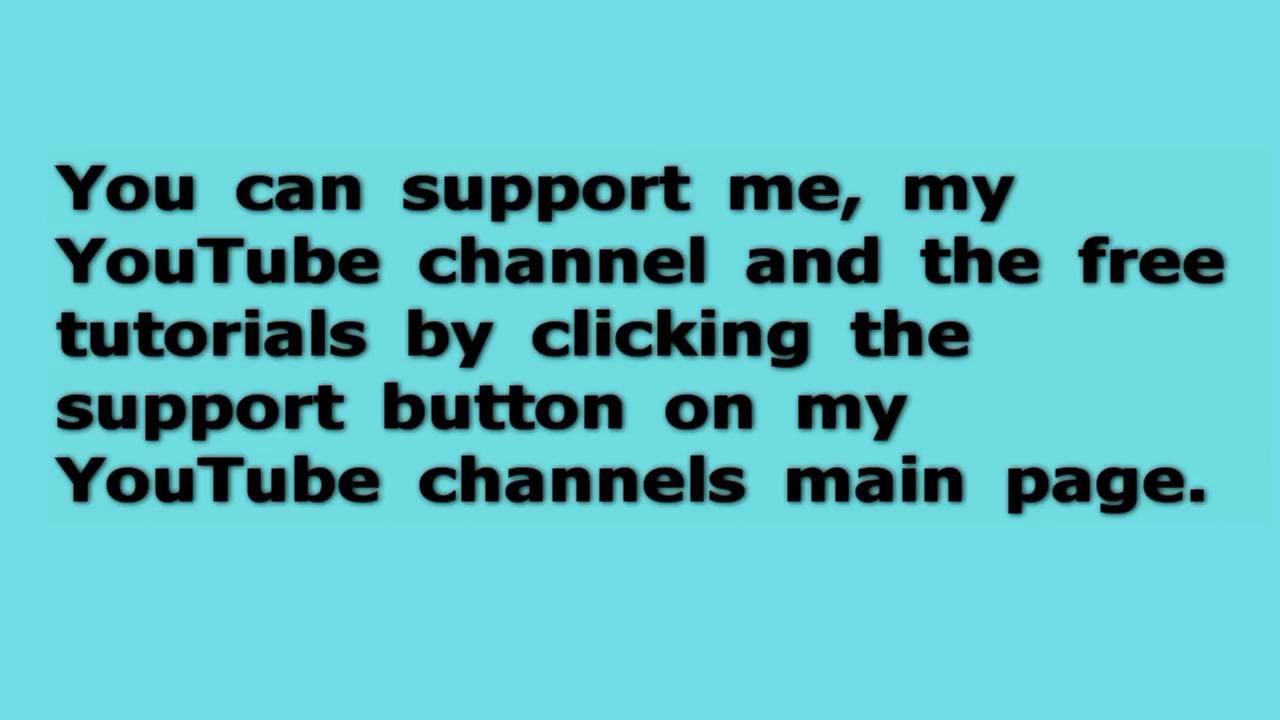 You can support me, my
YouTube channel and the free
tutorials by clicking the
support button on my
YouTube channels main page.